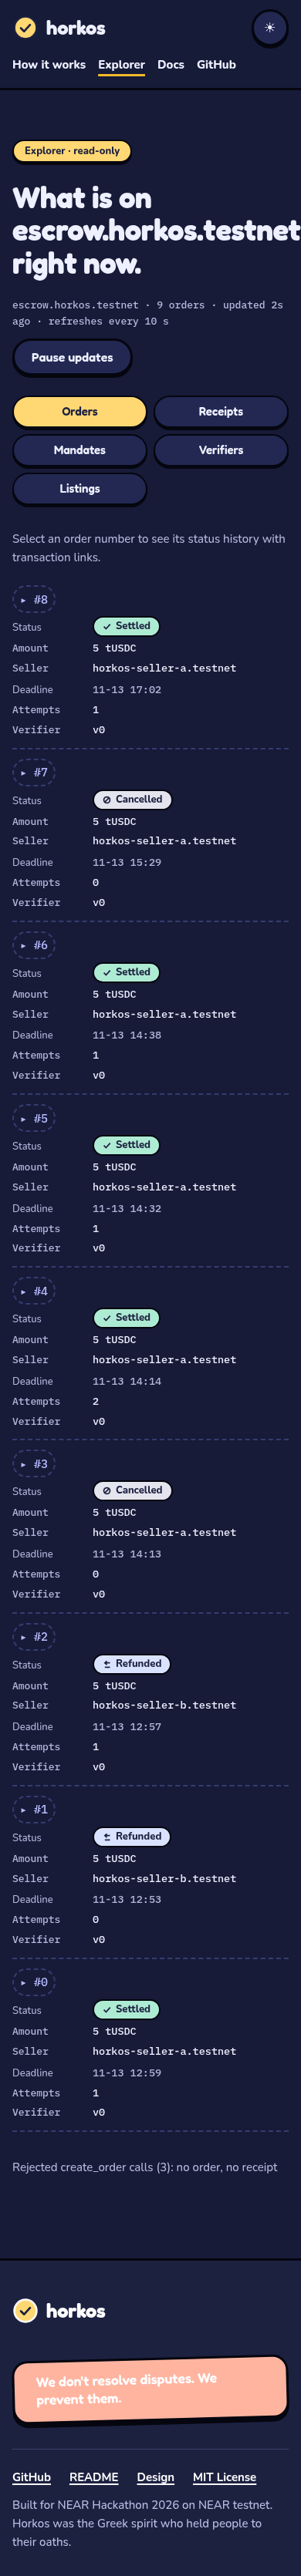 horkos
How it works Explorer Docs GitHub
Explorer · read-only
What is on
escrow.horkos.testnet
right now.
escrow.horkos.testnet · 9 orders · updated 2s
ago · refreshes every 10 s
Pause updates
Orders Receipts
Mandates Verifiers
Listings
Select an order number to see its status history with
transaction links.
▸ #8
Status ✓ Settled
Amount 5 tUSDC
Seller horkos-seller-a.testnet
Deadline 11-13 17:02
Attempts 1
Verifier v0
▸ #7
Status ⊘ Cancelled
Amount 5 tUSDC
Seller horkos-seller-a.testnet
Deadline 11-13 15:29
Attempts 0
Verifier v0
▸ #6
Status ✓ Settled
Amount 5 tUSDC
Seller horkos-seller-a.testnet
Deadline 11-13 14:38
Attempts 1
Verifier v0
▸ #5
Status ✓ Settled
Amount 5 tUSDC
Seller horkos-seller-a.testnet
Deadline 11-13 14:32
Attempts 1
Verifier v0
▸ #4
Status ✓ Settled
Amount 5 tUSDC
Seller horkos-seller-a.testnet
Deadline 11-13 14:14
Attempts 2
Verifier v0
▸ #3
Status ⊘ Cancelled
Amount 5 tUSDC
Seller horkos-seller-a.testnet
Deadline 11-13 14:13
Attempts 0
Verifier v0
▸ #2
Status Refunded
Amount 5 tUSDC
Seller horkos-seller-b.testnet
Deadline 11-13 12:57
Attempts 1
Verifier v0
▸ #1
Status Refunded
Amount 5 tUSDC
Seller horkos-seller-b.testnet
Deadline 11-13 12:53
Attempts 0
Verifier v0
▸ #0
Status ✓ Settled
Amount 5 tUSDC
Seller horkos-seller-a.testnet
Deadline 11-13 12:59
Attempts 1
Verifier v0
Rejected create_order calls (3): no order, no receipt
horkos
We don't resolve disputes. We
prevent them.
GitHub README Design MIT License
Built for NEAR Hackathon 2026 on NEAR testnet.
Horkos was the Greek spirit who held people to
their oaths.